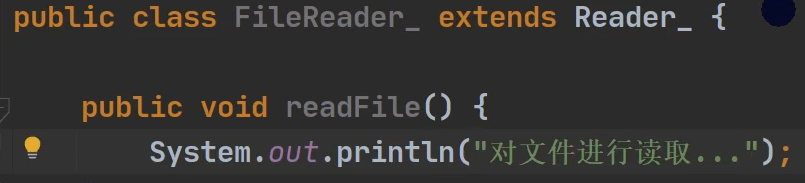 public class FileReader_ extends Reader_ {
public void readFile() {
System.out.println("对文件进行读取...");